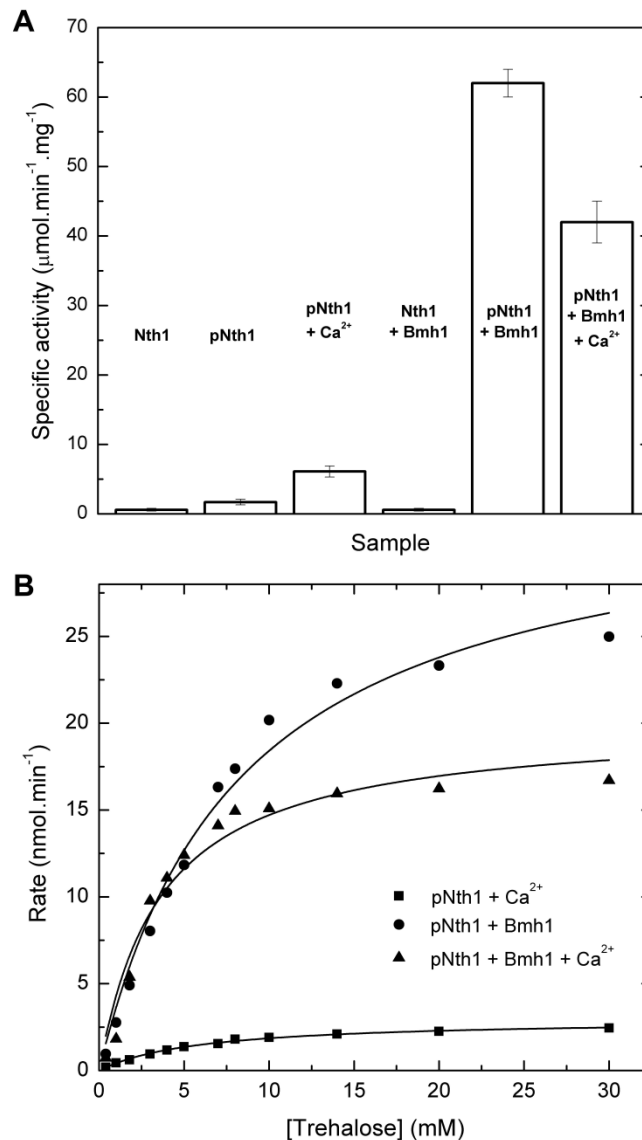 A
Specific activity (μmol.min⁻¹.mg⁻¹)
70
60
50
40
30
20
10
0
Nth1
pNth1
pNth1
+ Ca²⁺
Nth1
+ Bmh1
pNth1
+ Bmh1
pNth1
+ Bmh1
+ Ca²⁺
Sample
B
Rate (nmol.min⁻¹)
25
20
15
10
5
0
pNth1 + Ca²⁺
pNth1 + Bmh1
pNth1 + Bmh1 + Ca²⁺
0
5
10
15
20
25
30
[Trehalose] (mM)